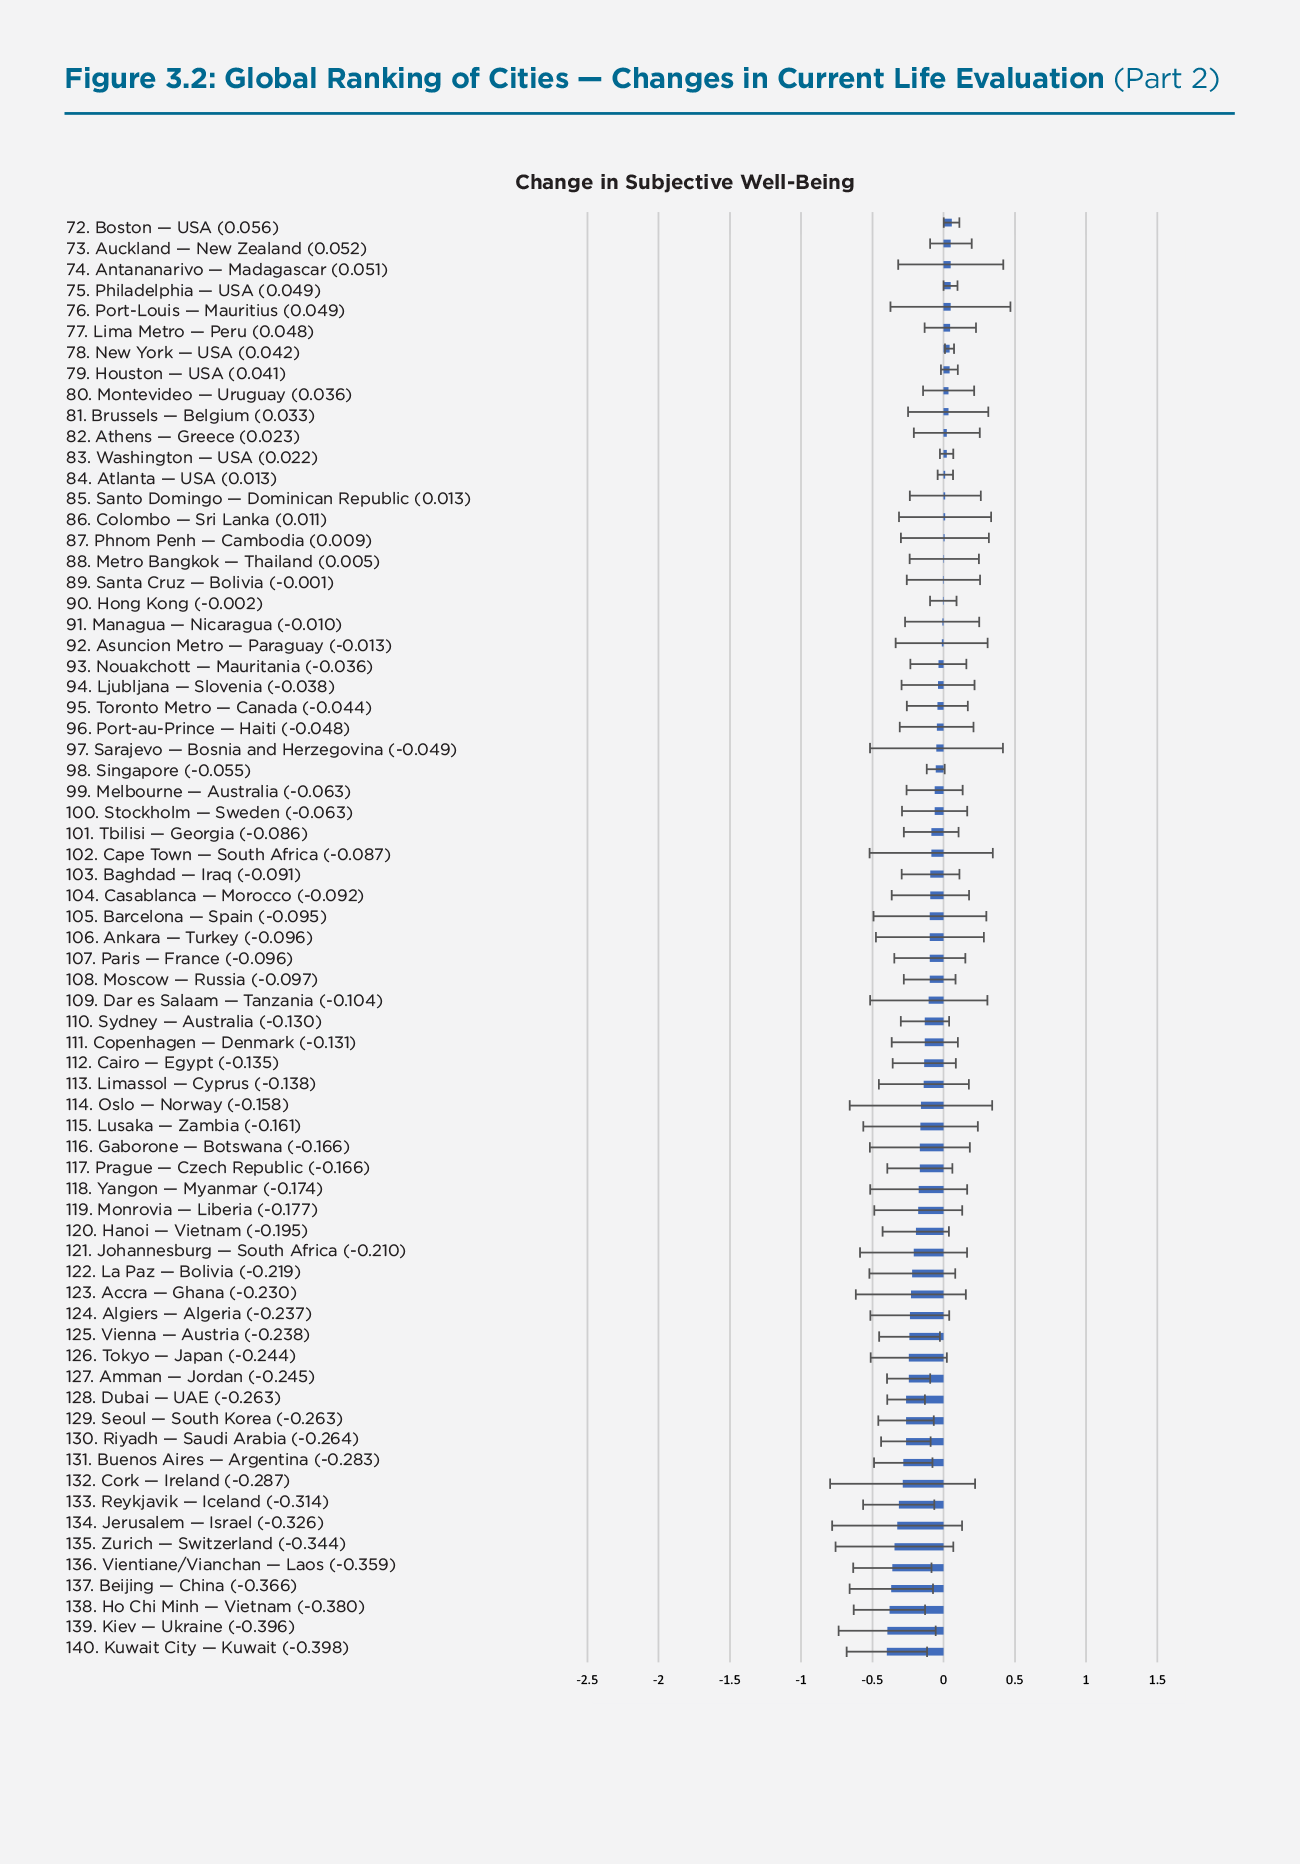 Figure 3.2: Global Ranking of Cities — Changes in Current Life Evaluation (Part 2)
Change in Subjective Well-Being
72. Boston — USA (0.056)
73. Auckland — New Zealand (0.052)
74. Antananarivo — Madagascar (0.051)
75. Philadelphia — USA (0.049)
76. Port-Louis — Mauritius (0.049)
77. Lima Metro — Peru (0.048)
78. New York — USA (0.042)
79. Houston — USA (0.041)
80. Montevideo — Uruguay (0.036)
81. Brussels — Belgium (0.033)
82. Athens — Greece (0.023)
83. Washington — USA (0.022)
84. Atlanta — USA (0.013)
85. Santo Domingo — Dominican Republic (0.013)
86. Colombo — Sri Lanka (0.011)
87. Phnom Penh — Cambodia (0.009)
88. Metro Bangkok — Thailand (0.005)
89. Santa Cruz — Bolivia (-0.001)
90. Hong Kong (-0.002)
91. Managua — Nicaragua (-0.010)
92. Asuncion Metro — Paraguay (-0.013)
93. Nouakchott — Mauritania (-0.036)
94. Ljubljana — Slovenia (-0.038)
95. Toronto Metro — Canada (-0.044)
96. Port-au-Prince — Haiti (-0.048)
97. Sarajevo — Bosnia and Herzegovina (-0.049)
98. Singapore (-0.055)
99. Melbourne — Australia (-0.063)
100. Stockholm — Sweden (-0.063)
101. Tbilisi — Georgia (-0.086)
102. Cape Town — South Africa (-0.087)
103. Baghdad — Iraq (-0.091)
104. Casablanca — Morocco (-0.092)
105. Barcelona — Spain (-0.095)
106. Ankara — Turkey (-0.096)
107. Paris — France (-0.096)
108. Moscow — Russia (-0.097)
109. Dar es Salaam — Tanzania (-0.104)
110. Sydney — Australia (-0.130)
111. Copenhagen — Denmark (-0.131)
112. Cairo — Egypt (-0.135)
113. Limassol — Cyprus (-0.138)
114. Oslo — Norway (-0.158)
115. Lusaka — Zambia (-0.161)
116. Gaborone — Botswana (-0.166)
117. Prague — Czech Republic (-0.166)
118. Yangon — Myanmar (-0.174)
119. Monrovia — Liberia (-0.177)
120. Hanoi — Vietnam (-0.195)
121. Johannesburg — South Africa (-0.210)
122. La Paz — Bolivia (-0.219)
123. Accra — Ghana (-0.230)
124. Algiers — Algeria (-0.237)
125. Vienna — Austria (-0.238)
126. Tokyo — Japan (-0.244)
127. Amman — Jordan (-0.245)
128. Dubai — UAE (-0.263)
129. Seoul — South Korea (-0.263)
130. Riyadh — Saudi Arabia (-0.264)
131. Buenos Aires — Argentina (-0.283)
132. Cork — Ireland (-0.287)
133. Reykjavik — Iceland (-0.314)
134. Jerusalem — Israel (-0.326)
135. Zurich — Switzerland (-0.344)
136. Vientiane/Vianchan — Laos (-0.359)
137. Beijing — China (-0.366)
138. Ho Chi Minh — Vietnam (-0.380)
139. Kiev — Ukraine (-0.396)
140. Kuwait City — Kuwait (-0.398)
-2.5 -2 -1.5 -1 -0.5 0 0.5 1 1.5